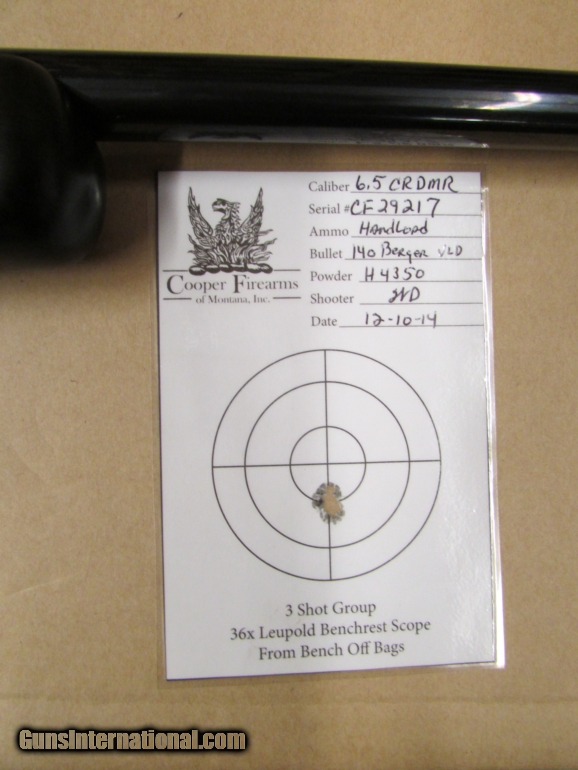 Caliber 6.5 CRDMR
Serial # CF29217
Ammo HANDLOAD
Bullet 140 BERGER VLD
Powder H4350
Shooter
Date 12-10-14
Cooper Firearms
of Montana, Inc.
3 Shot Group
36x Leupold Benchrest Scope
From Bench Off Bags
GunsInternational.com